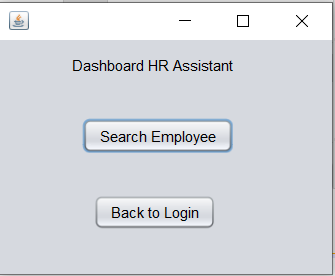 Dashboard HR Assistant
Search Employee
Back to Login